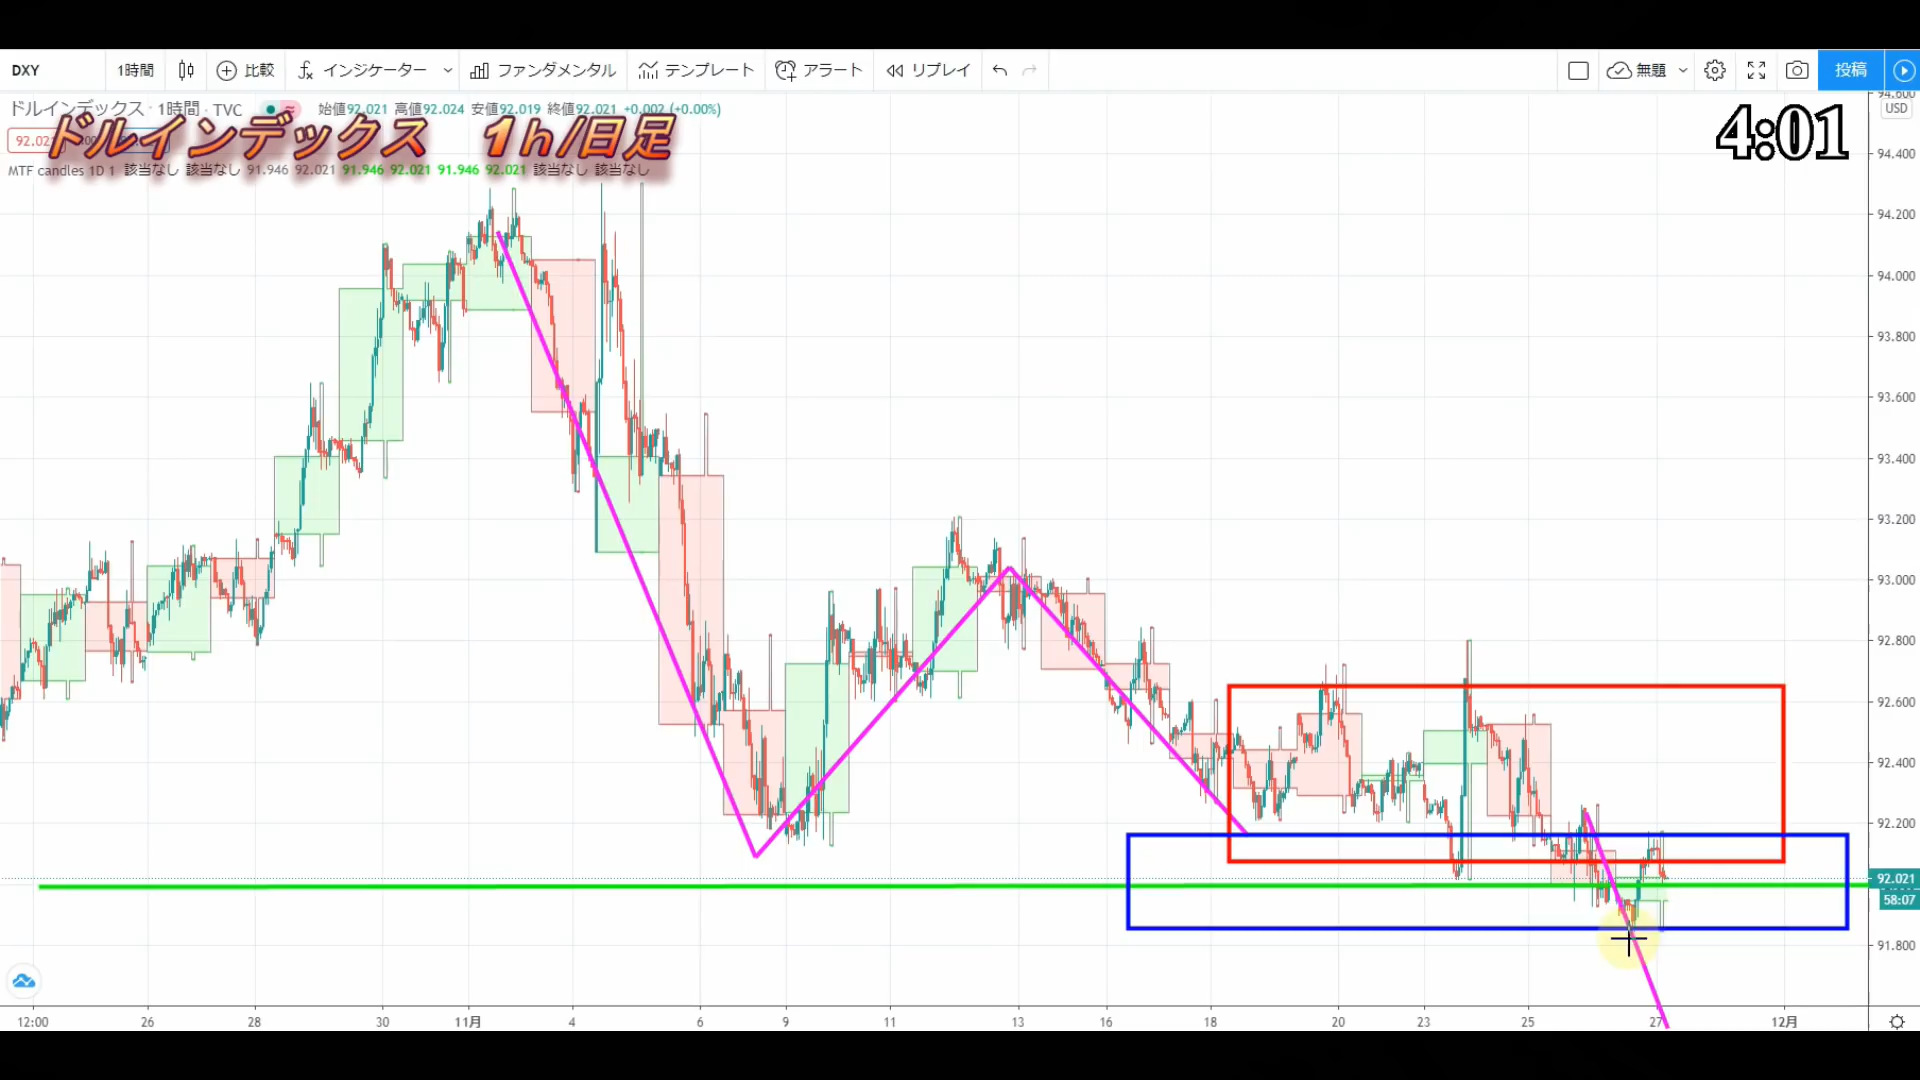 DXY 1時間 比較 インジケーター ファンダメンタル テンプレート アラート リプレイ 無題 投稿
ドルインデックス · 1時間 · TVC 始値92.021 高値92.024 安値92.019 終値92.021 +0.002 (+0.00%)
USD
4:01
ドルインデックス 1h/日足
MTF candles 1D 1 該当なし 該当なし 91.946 92.021 91.946 92.021 91.946 92.021 該当なし 該当なし
94.600
94.400
94.200
94.000
93.800
93.600
93.400
93.200
93.000
92.800
92.600
92.400
92.200
92.021
58:07
91.800
12:00 26 28 30 11月 4 6 9 11 13 16 18 20 23 25 27 12月